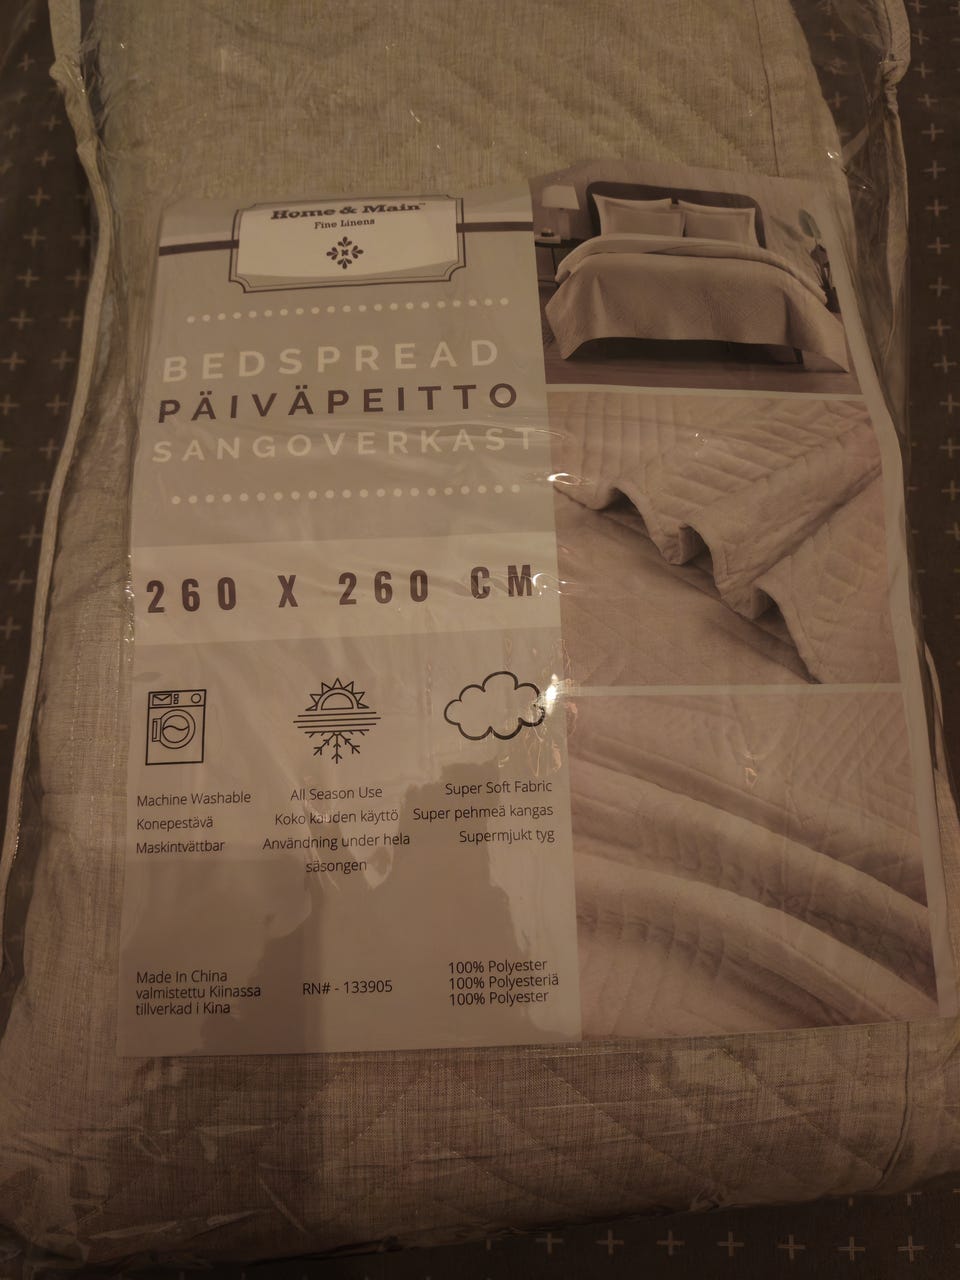 Home & Main™
Fine Linens
BEDSPREAD
PÄIVÄPEITTO
SANGOVERKAST
260 X 260 CM
Machine Washable
Konepestävä
Maskintvättbar
All Season Use
Koko kauden käyttö
Användning under hela
säsongen
Super Soft Fabric
Super pehmeä kangas
Supermjukt tyg
Made In China
valmistettu Kiinassa
tillverkad i Kina
RN# - 133905
100% Polyester
100% Polyesteriä
100% Polyester